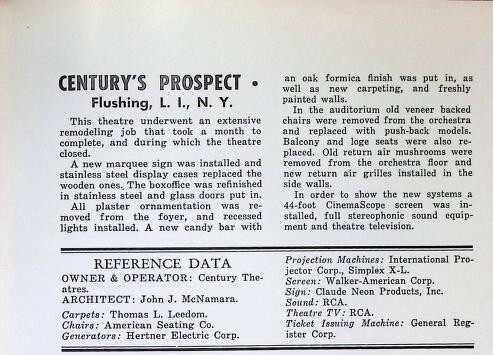 CENTURY'S PROSPECT •
Flushing, L. I., N. Y.
This theatre underwent an extensive
remodeling job that took a month to
complete, and during which the theatre
closed.
A new marquee sign was installed and
stainless steel display cases replaced the
wooden ones. The boxoffice was refinished
in stainless steel and glass doors put in.
All plaster ornamentation was re-
moved from the foyer, and recessed
lights installed. A new candy bar with
an oak formica finish was put in, as
well as new carpeting, and freshly
painted walls.
In the auditorium old veneer backed
chairs were removed from the orchestra
and replaced with push-back models.
Balcony and loge seats were also re-
placed. Old return air mushrooms were
removed from the orchestra floor and
new return air grilles installed in the
side walls.
In order to show the new systems a
44-foot CinemaScope screen was in-
stalled, full stereophonic sound equip-
ment and theatre television.
REFERENCE DATA
OWNER & OPERATOR: Century The-
atres.
ARCHITECT: John J. McNamara.
Carpets: Thomas L. Leedom.
Chairs: American Seating Co.
Generators: Hertner Electric Corp.
Projection Machines: International Pro-
jector Corp., Simplex X-L.
Screen: Walker-American Corp.
Sign: Claude Neon Products, Inc.
Sound: RCA.
Theatre TV: RCA.
Ticket Issuing Machine: General Reg-
ister Corp.